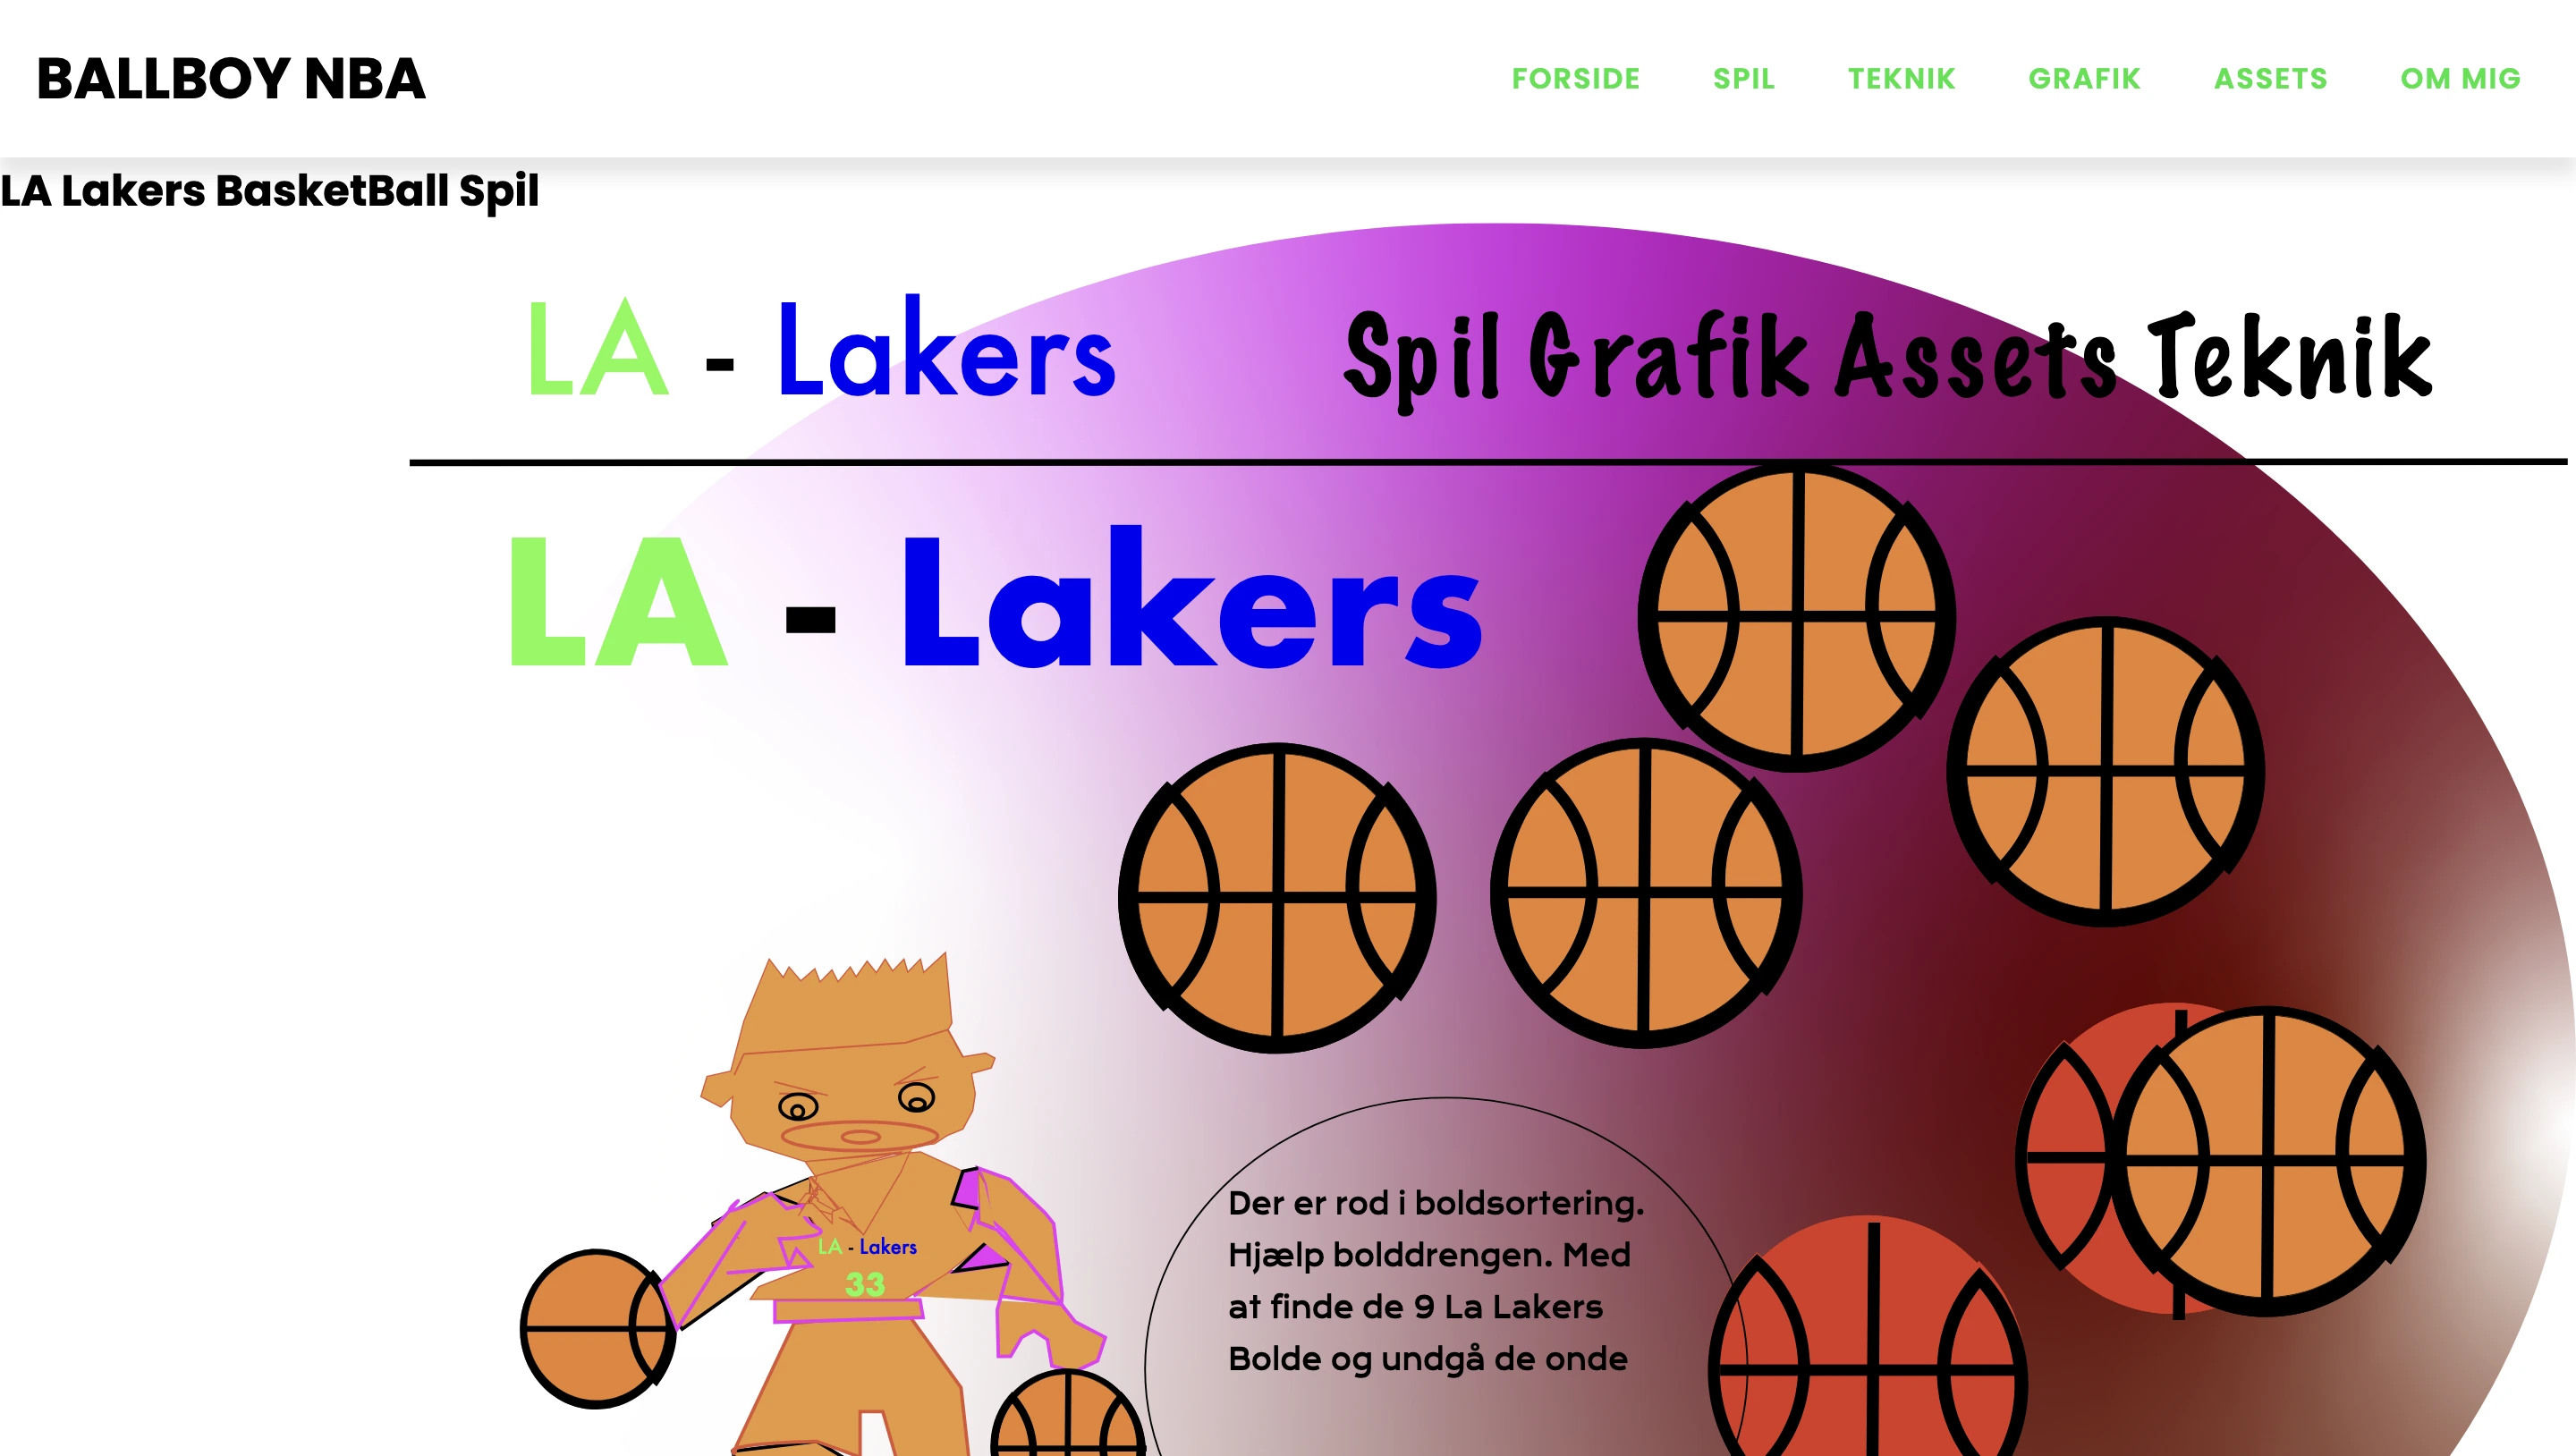 BALLBOY NBA
FORSIDE SPIL TEKNIK GRAFIK ASSETS OM MIG
LA Lakers BasketBall Spil
LA - Lakers Spil Grafik Assets Teknik
LA - Lakers
Der er rod i boldsortering.
Hjælp bolddrengen. Med
at finde de 9 La Lakers
Bolde og undgå de onde
LA - Lakers
33